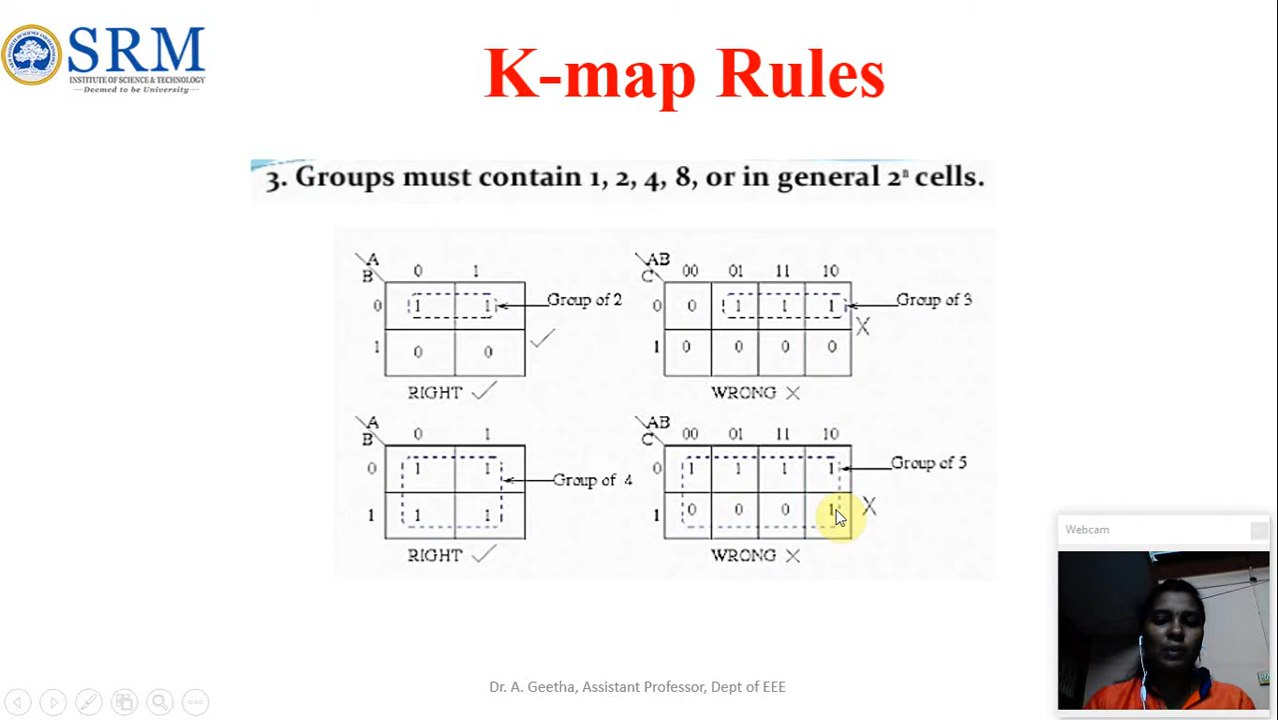 SRM
INSTITUTE OF SCIENCE & TECHNOLOGY
Deemed to be University
K-map Rules
3. Groups must contain 1, 2, 4, 8, or in general 2ⁿ cells.
A
B
0 1
0 1 1
Group of 2
1 0 0
RIGHT ✓
AB
C
00 01 11 10
0 0 1 1 1
Group of 3
X
1 0 0 0 0
WRONG X
A
B
0 1
0 1 1
Group of 4
1 1 1
RIGHT ✓
AB
C
00 01 11 10
0 1 1 1 1
Group of 5
1 0 0 0 1
X
WRONG X
Webcam
Dr. A. Geetha, Assistant Professor, Dept of EEE